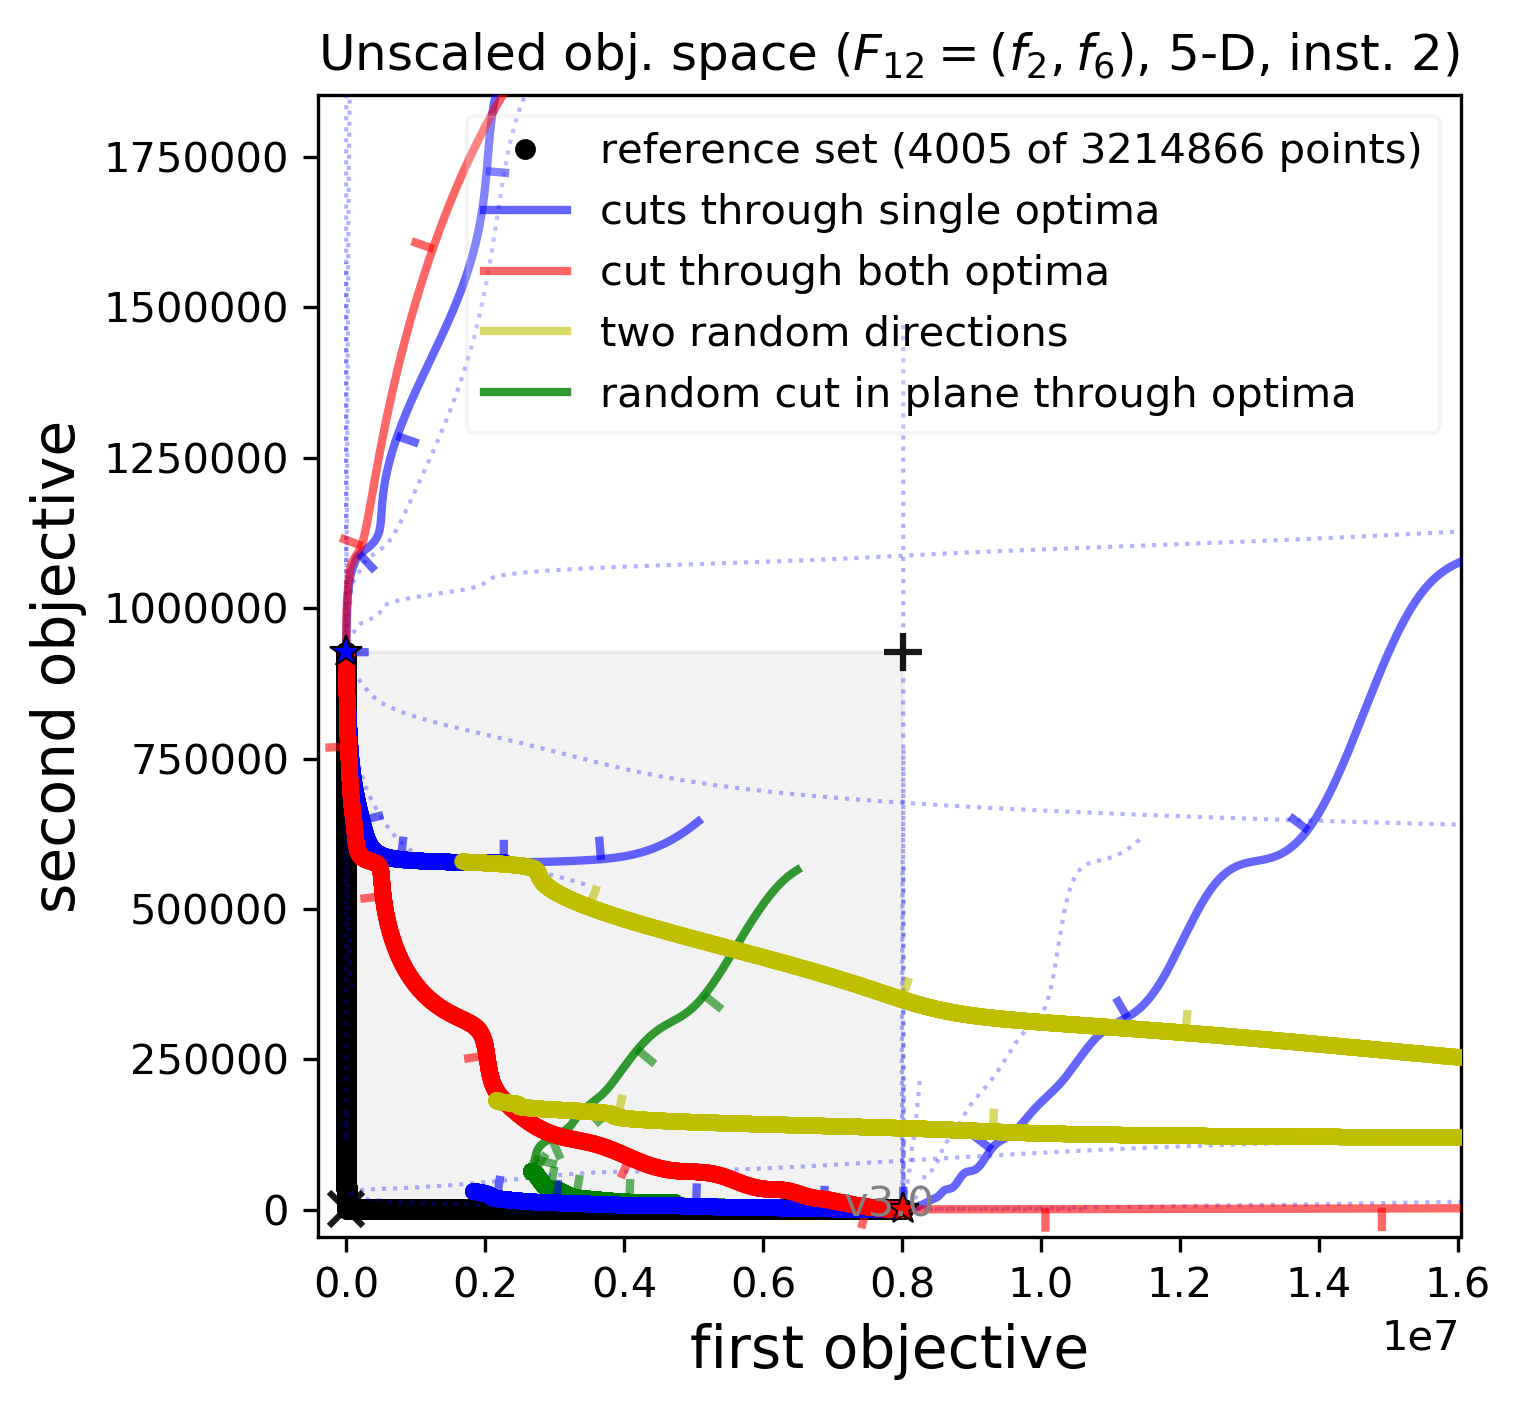 Unscaled obj. space (F12 = (f2, f6), 5-D, inst. 2)
reference set (4005 of 3214866 points)
cuts through single optima
cut through both optima
two random directions
random cut in plane through optima
second objective
1750000
1500000
1250000
1000000
750000
500000
250000
0
v3.0
0.0 0.2 0.4 0.6 0.8 1.0 1.2 1.4 1.6
1e7
first objective